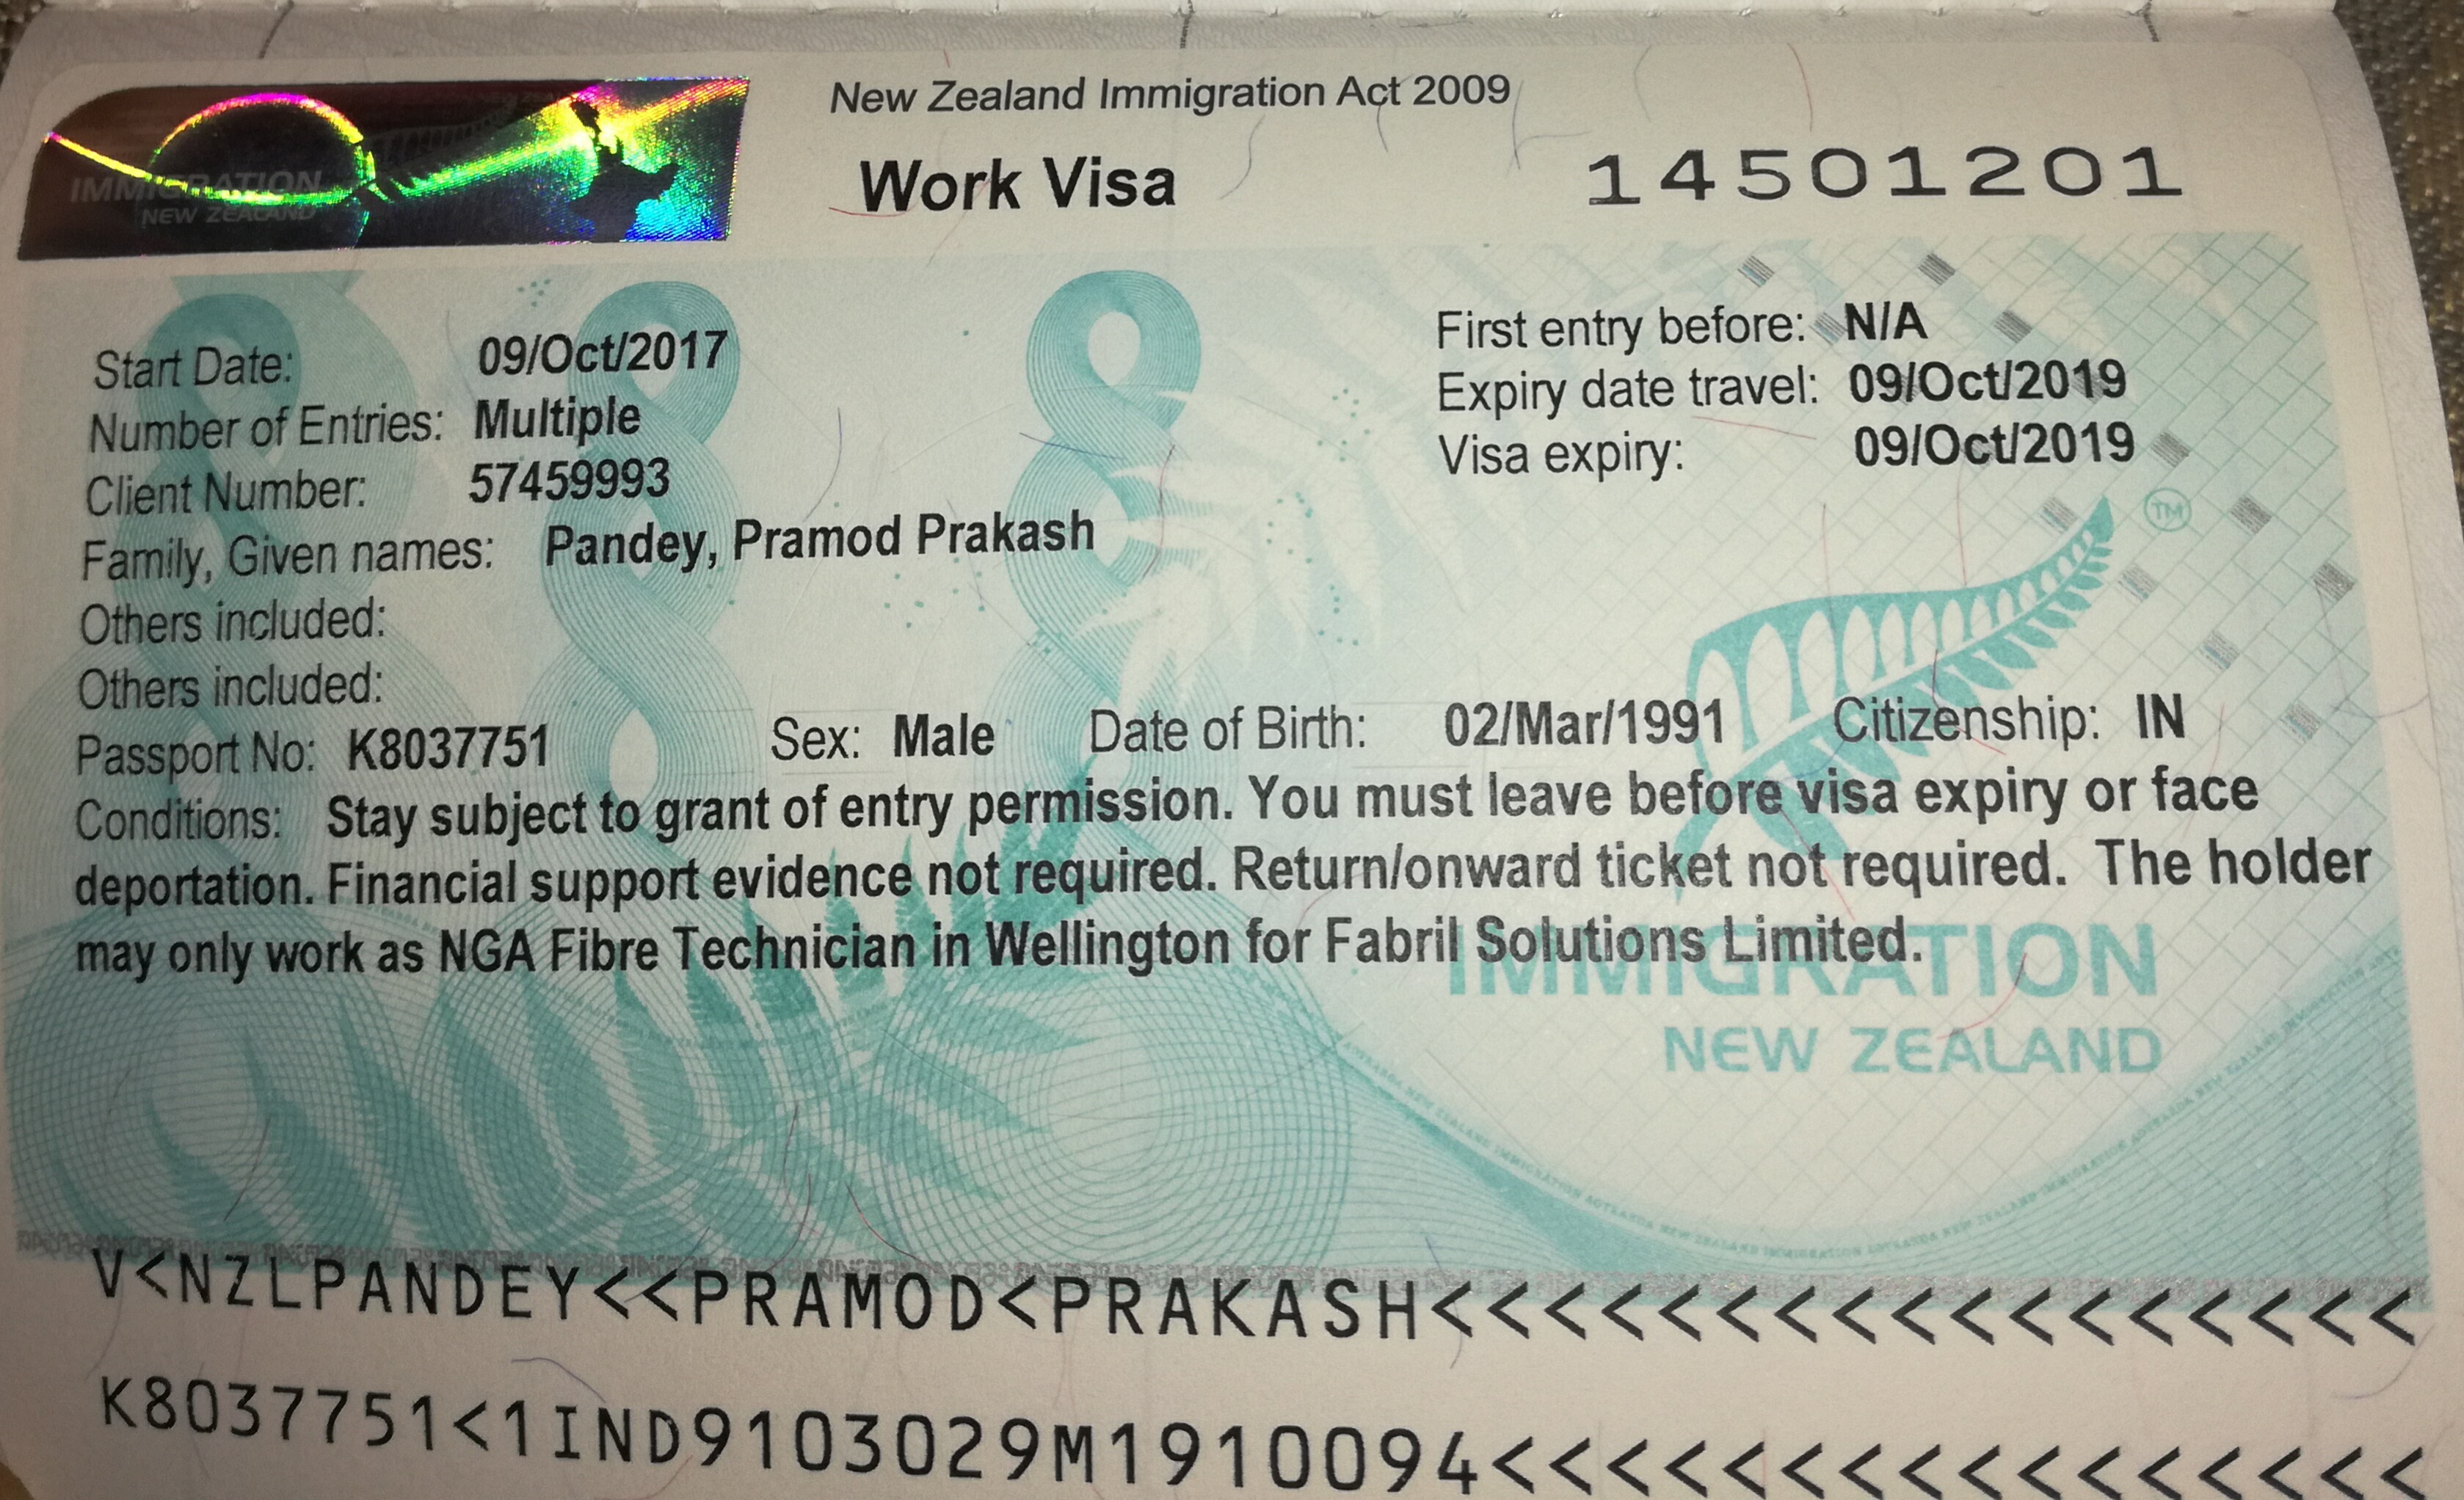 New Zealand Immigration Act 2009
IMMIGRATION
NEW ZEALAND
Work Visa
14501201
Start Date: 09/Oct/2017
First entry before: N/A
Number of Entries: Multiple
Expiry date travel: 09/Oct/2019
Client Number: 57459993
Visa expiry: 09/Oct/2019
Family, Given names: Pandey, Pramod Prakash
TM
Others included:
Others included:
Passport No: K8037751 Sex: Male Date of Birth: 02/Mar/1991 Citizenship: IN
Conditions: Stay subject to grant of entry permission. You must leave before visa expiry or face
deportation. Financial support evidence not required. Return/onward ticket not required. The holder
may only work as NGA Fibre Technician in Wellington for Fabril Solutions Limited.
IMMIGRATION
NEW ZEALAND
V<NZLPANDEY<<PRAMOD<PRAKASH<<<<<<<<<<<<<<<<<
K8037751<1IND9103029M1910094<<<<<<<<<<<<<<<<